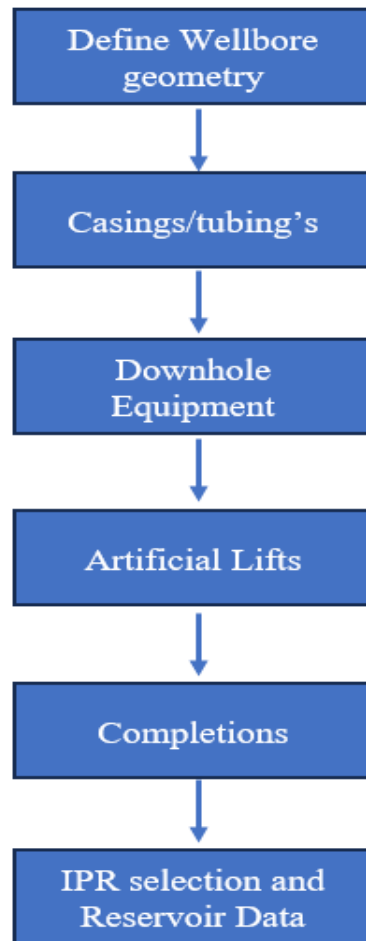 Define Wellbore
geometry
Casings/tubing's
Downhole
Equipment
Artificial Lifts
Completions
IPR selection and
Reservoir Data